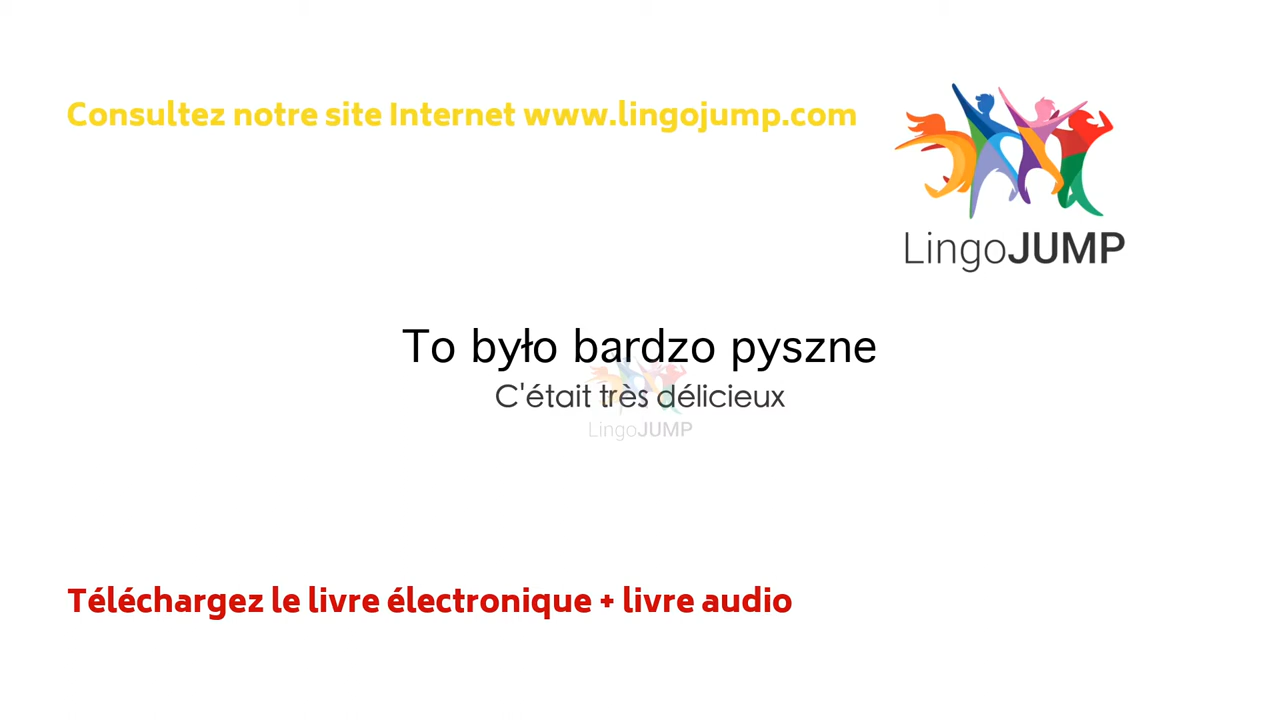 Consultez notre site Internet www.lingojump.com
LingoJUMP
To było bardzo pyszne
C'était très délicieux
LingoJUMP
Téléchargez le livre électronique + livre audio